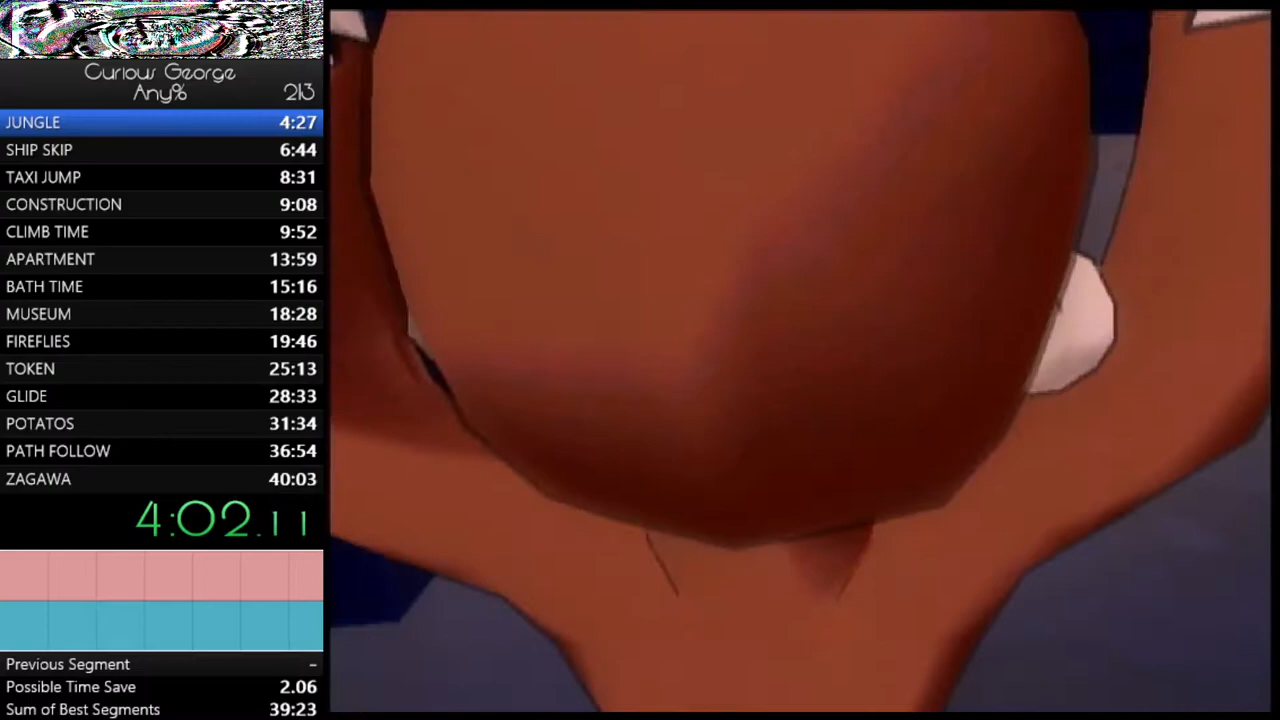 Curious George
Any% 213
JUNGLE 4:27
SHIP SKIP 6:44
TAXI JUMP 8:31
CONSTRUCTION 9:08
CLIMB TIME 9:52
APARTMENT 13:59
BATH TIME 15:16
MUSEUM 18:28
FIREFLIES 19:46
TOKEN 25:13
GLIDE 28:33
POTATOS 31:34
PATH FOLLOW 36:54
ZAGAWA 40:03
4:02.11
Previous Segment -
Possible Time Save 2.06
Sum of Best Segments 39:23